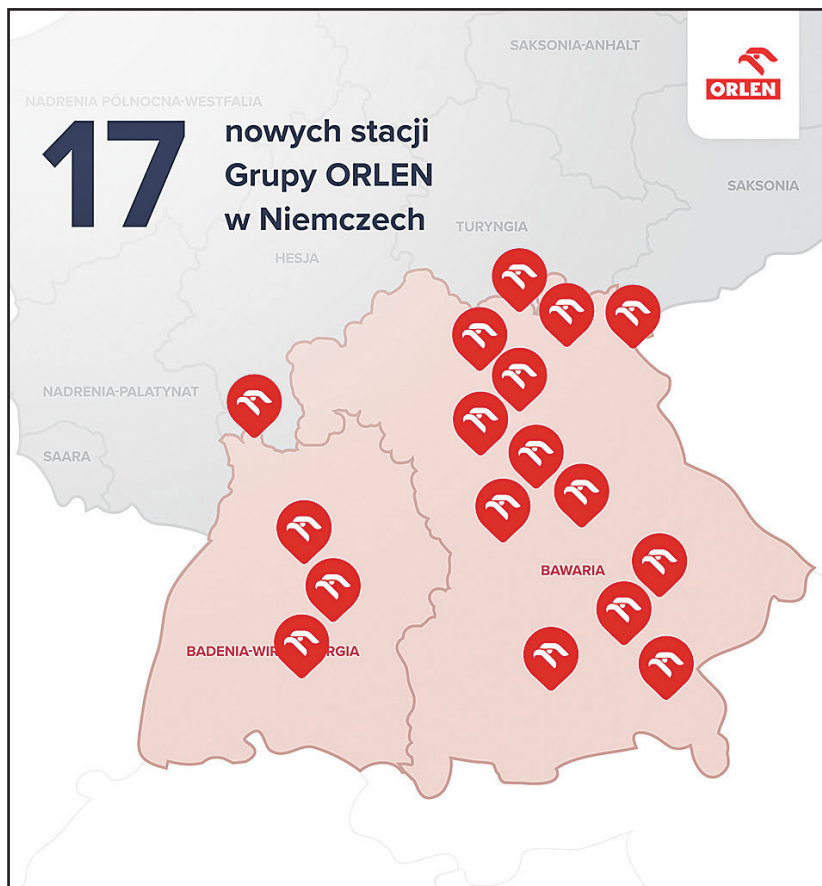 SAKSONIA-ANHALT
ORLEN
NADRENIA PÓŁNOCNA-WESTFALIA
17
nowych stacji
Grupy ORLEN
w Niemczech
SAKSONIA
TURYNGIA
HESJA
NADRENIA-PALATYNAT
SAARA
BAWARIA